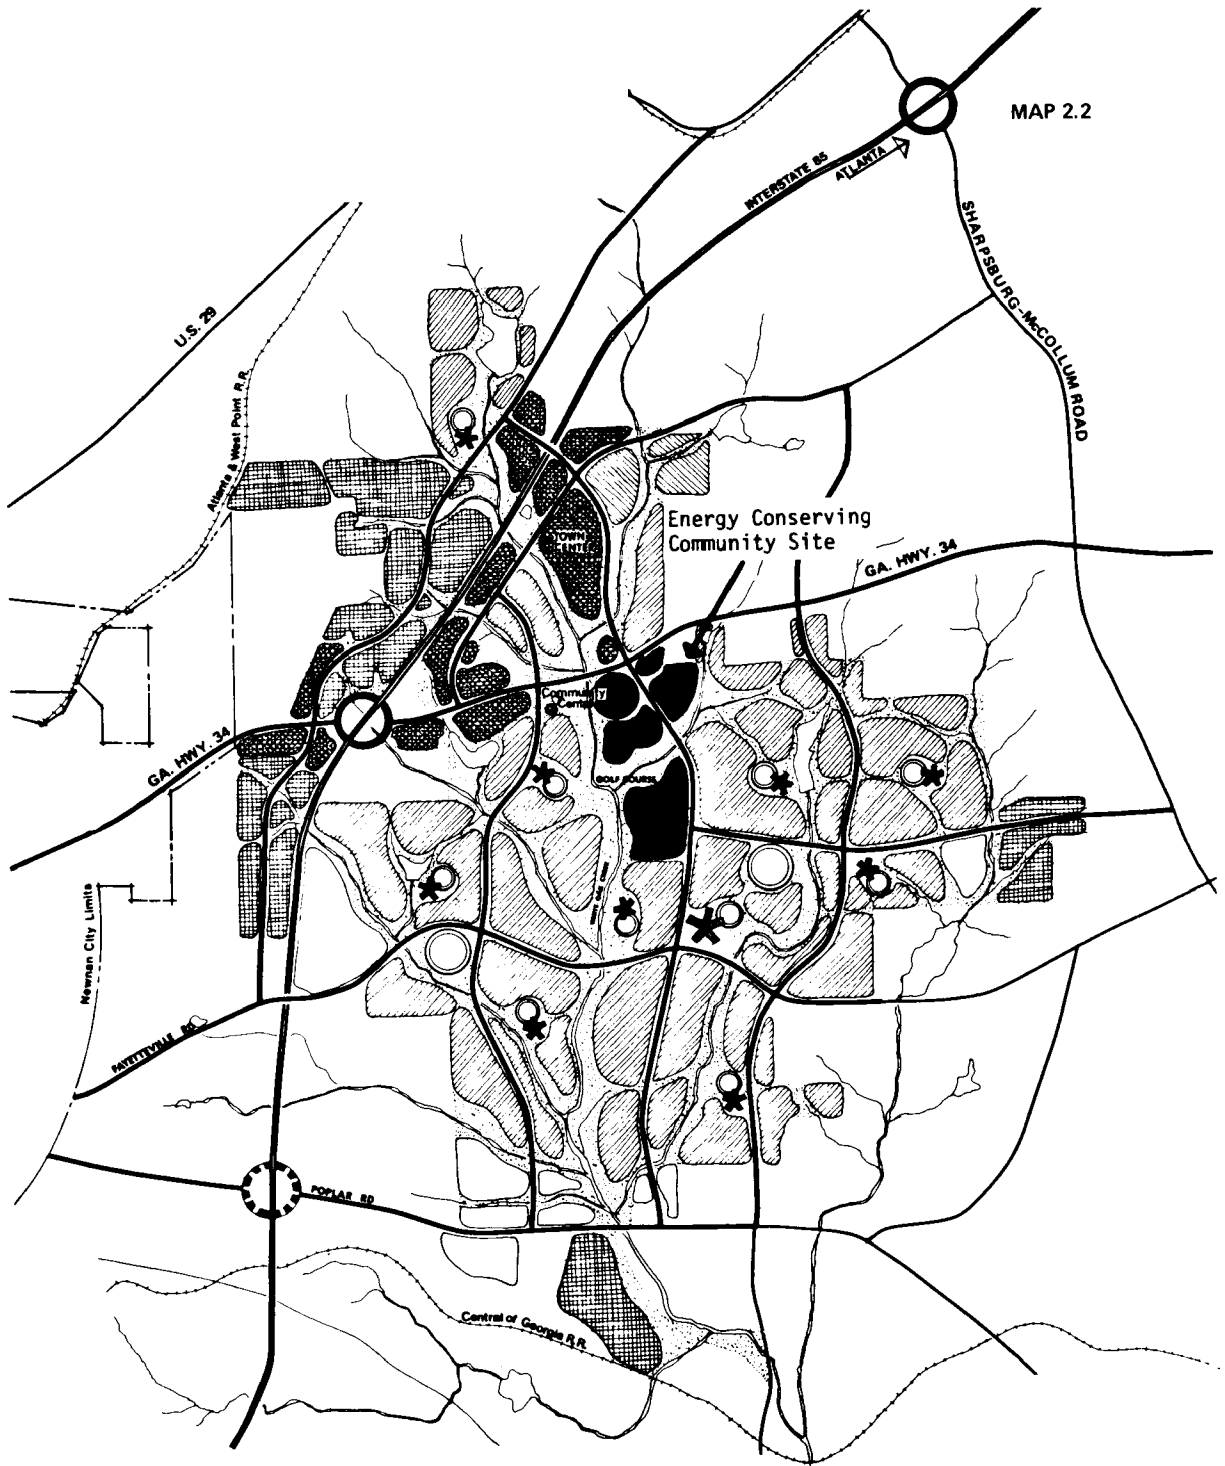 MAP 2.2
INTERSTATE 85
ATLANTA
SHARPSBURG-McCOLLUM ROAD
U.S. 29
Atlanta & West Point R.R.
Energy Conserving
Community Site
TOWN
CENTER
GA. HWY. 34
Community
Center
GA. HWY. 34
GOLF COURSE
Newnan City Limits
FAYETTEVILLE Rd.
POPLAR RD
Central of Georgia R.R.